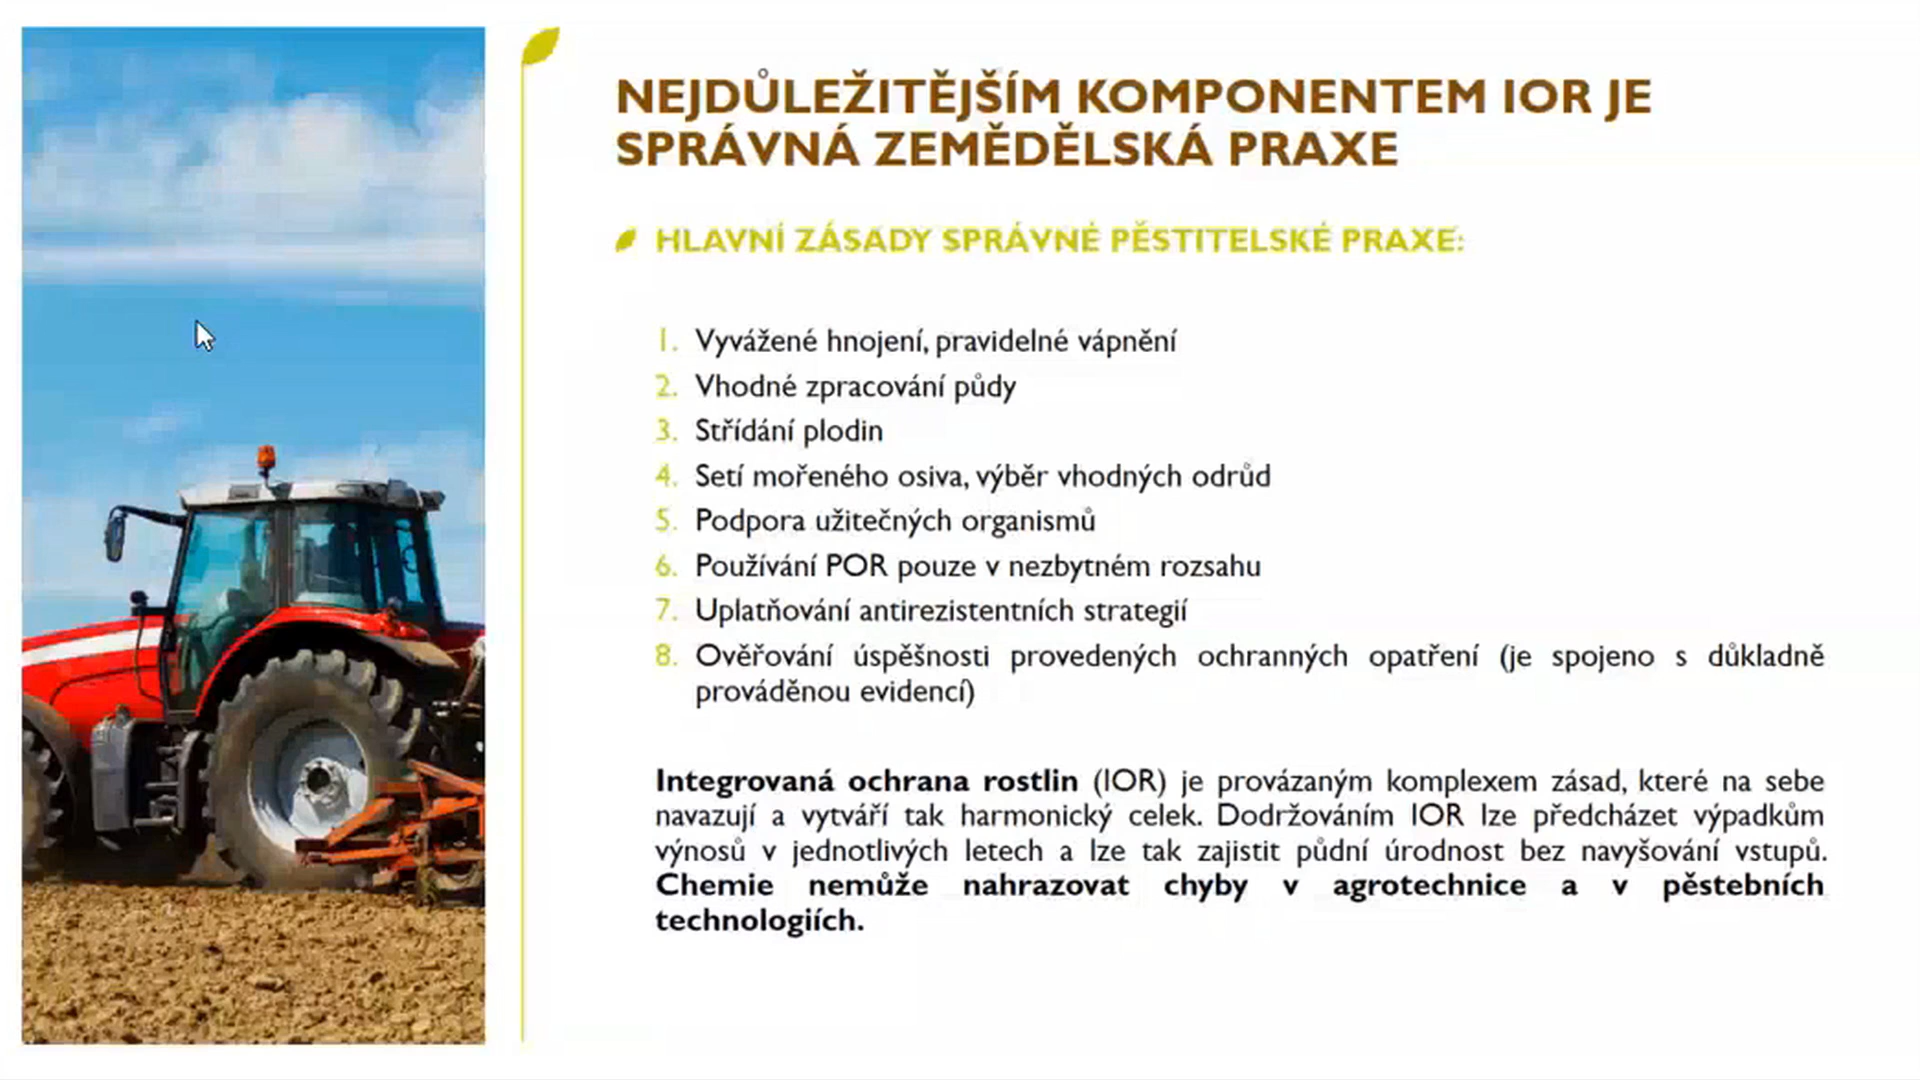 NEJDŮLEŽITĚJŠÍM KOMPONENTEM IOR JE
SPRÁVNÁ ZEMĚDĚLSKÁ PRAXE
HLAVNÍ ZÁSADY SPRÁVNÉ PĚSTITELSKÉ PRAXE:
1. Vyvážené hnojení, pravidelné vápnění
2. Vhodné zpracování půdy
3. Střídání plodin
4. Setí mořeného osiva, výběr vhodných odrůd
5. Podpora užitečných organismů
6. Používání POR pouze v nezbytném rozsahu
7. Uplatňování antirezistentních strategií
8. Ověřování úspěšnosti provedených ochranných opatření (je spojeno s důkladně
prováděnou evidencí)
Integrovaná ochrana rostlin (IOR) je provázaným komplexem zásad, které na sebe
navazují a vytváří tak harmonický celek. Dodržováním IOR lze předcházet výpadkům
výnosů v jednotlivých letech a lze tak zajistit půdní úrodnost bez navyšování vstupů.
Chemie nemůže nahrazovat chyby v agrotechnice a v pěstebních
technologiích.